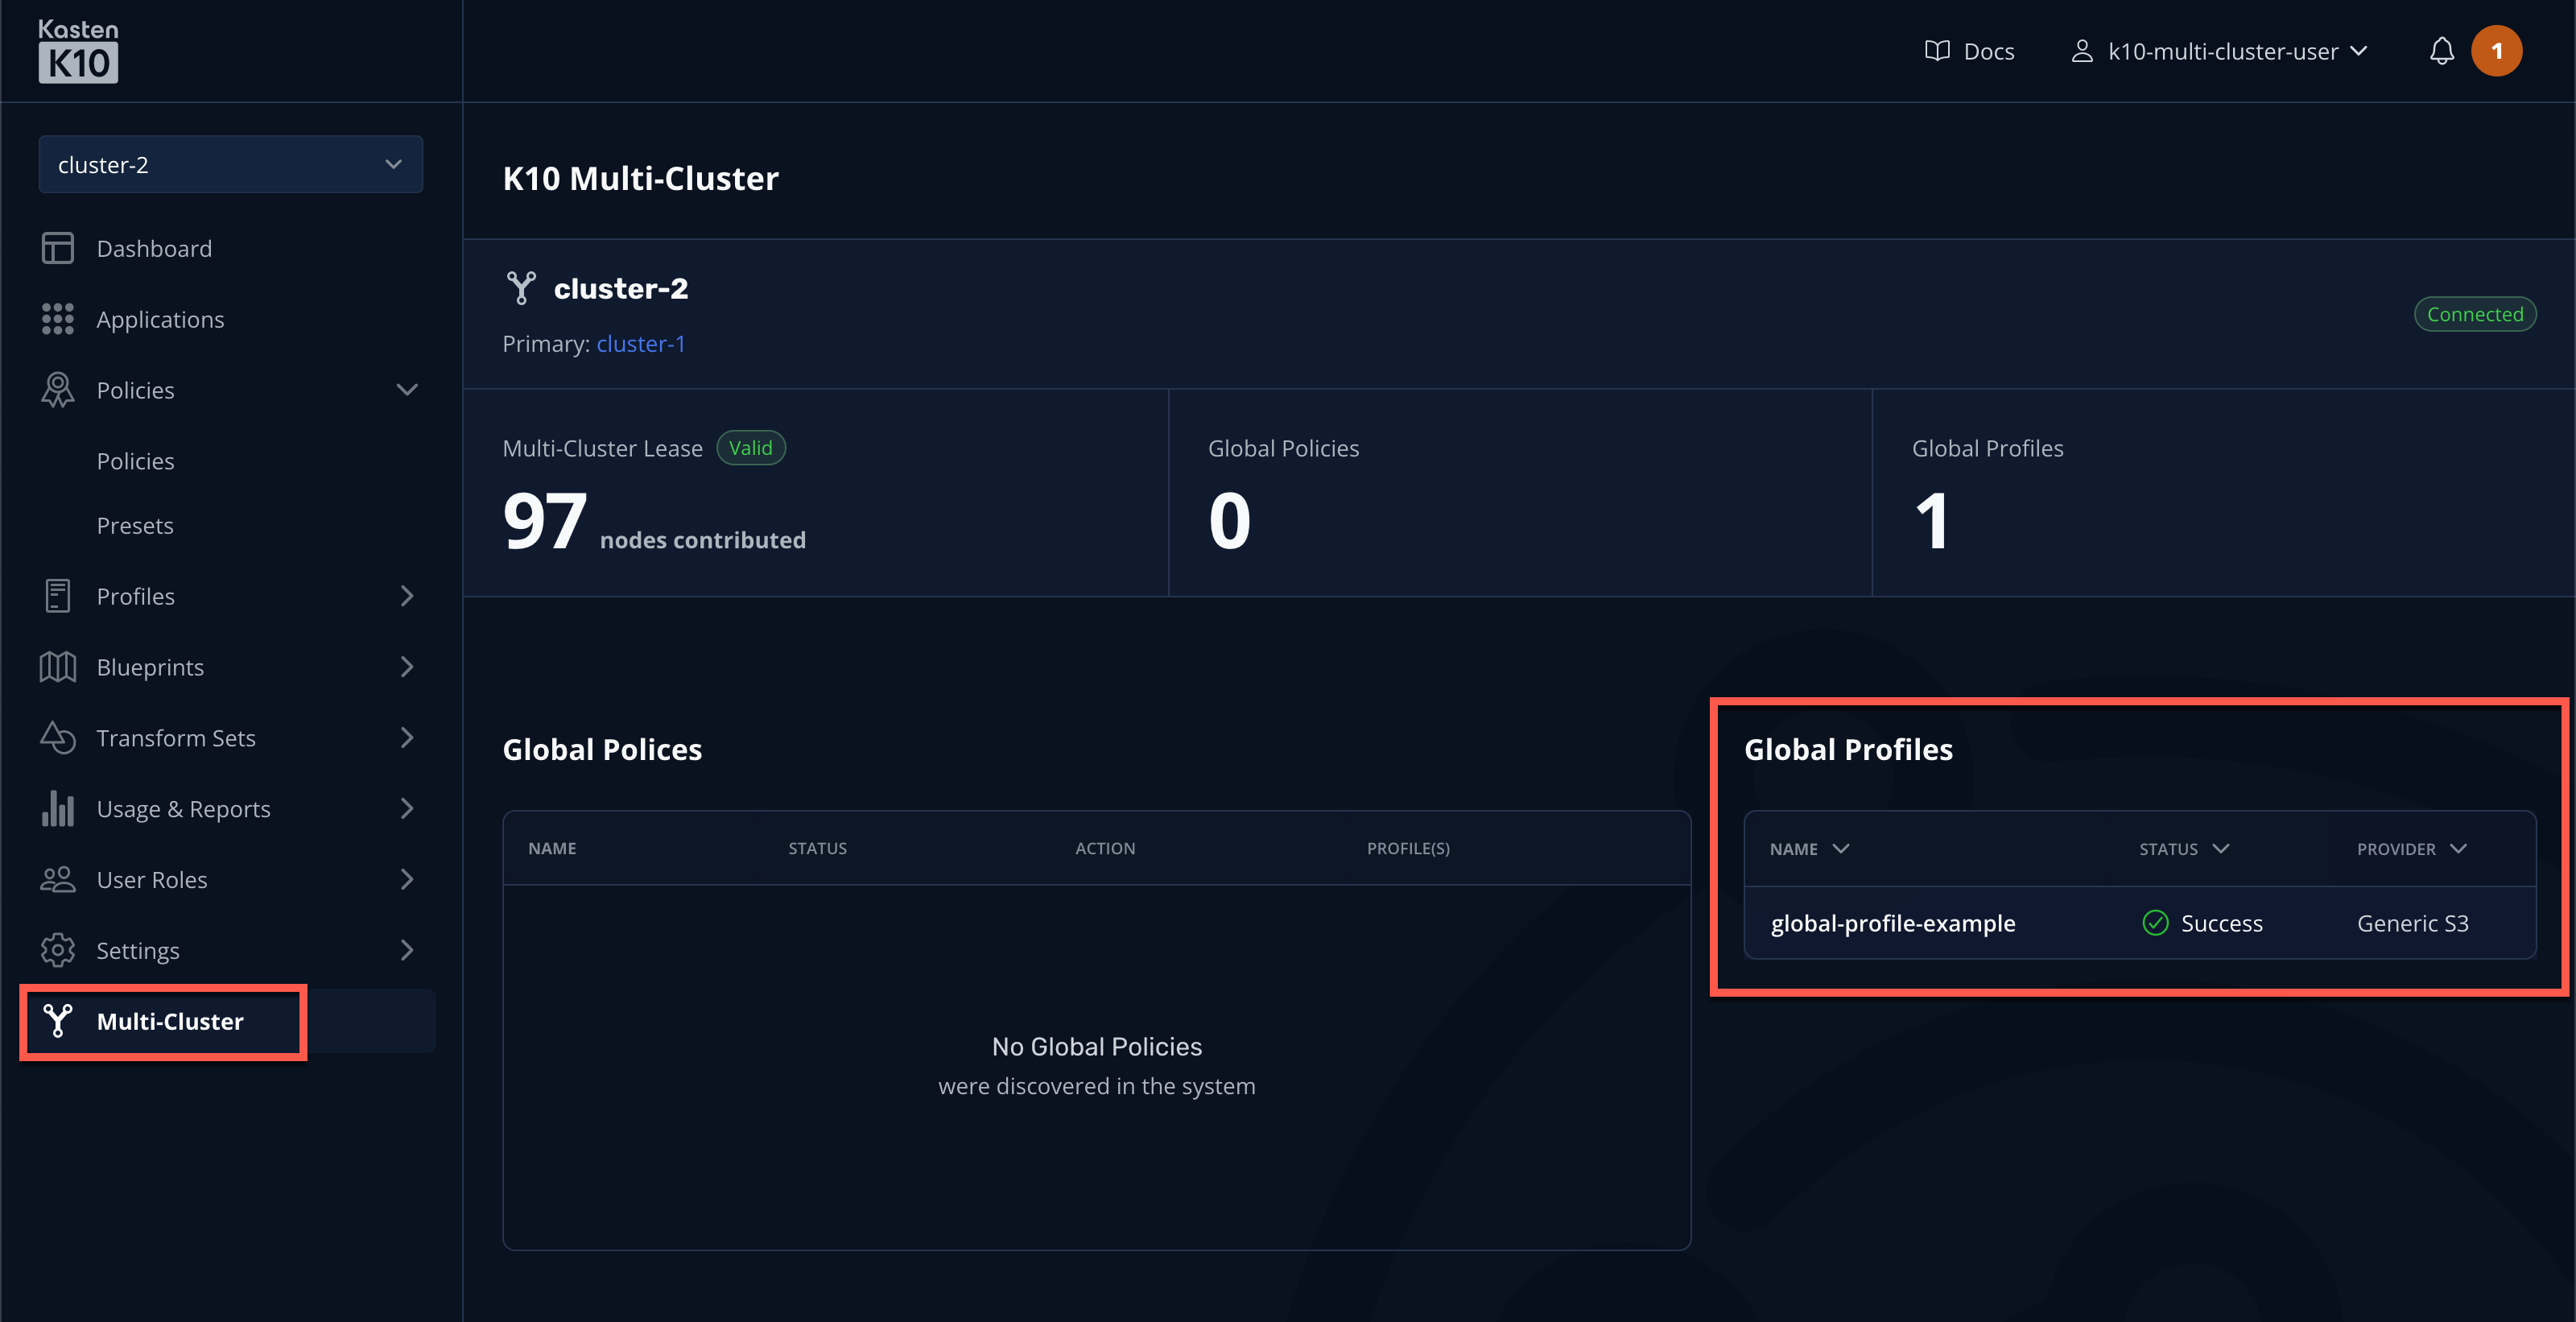 Kasten
K10
Docs
k10-multi-cluster-user
1
cluster-2
Dashboard
Applications
Policies
Policies
Presets
Profiles
Blueprints
Transform Sets
Usage & Reports
User Roles
Settings
Multi-Cluster
K10 Multi-Cluster
cluster-2
Primary: cluster-1
Connected
Multi-Cluster Lease Valid
97 nodes contributed
Global Policies
0
Global Profiles
1
Global Polices
NAME STATUS ACTION PROFILE(S)
No Global Policies
were discovered in the system
Global Profiles
NAME STATUS PROVIDER
global-profile-example Success Generic S3